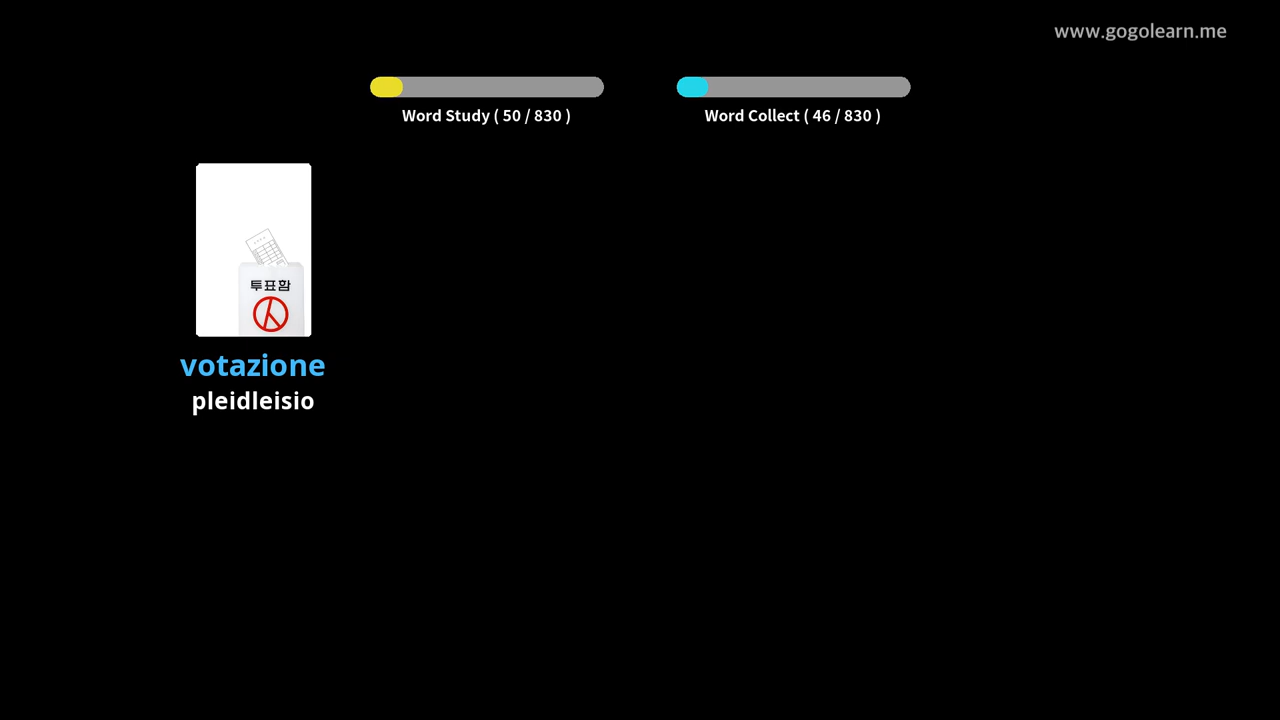 www.gogolearn.me
Word Study ( 50 / 830 )
Word Collect ( 46 / 830 )
투표함
votazione
pleidleisio